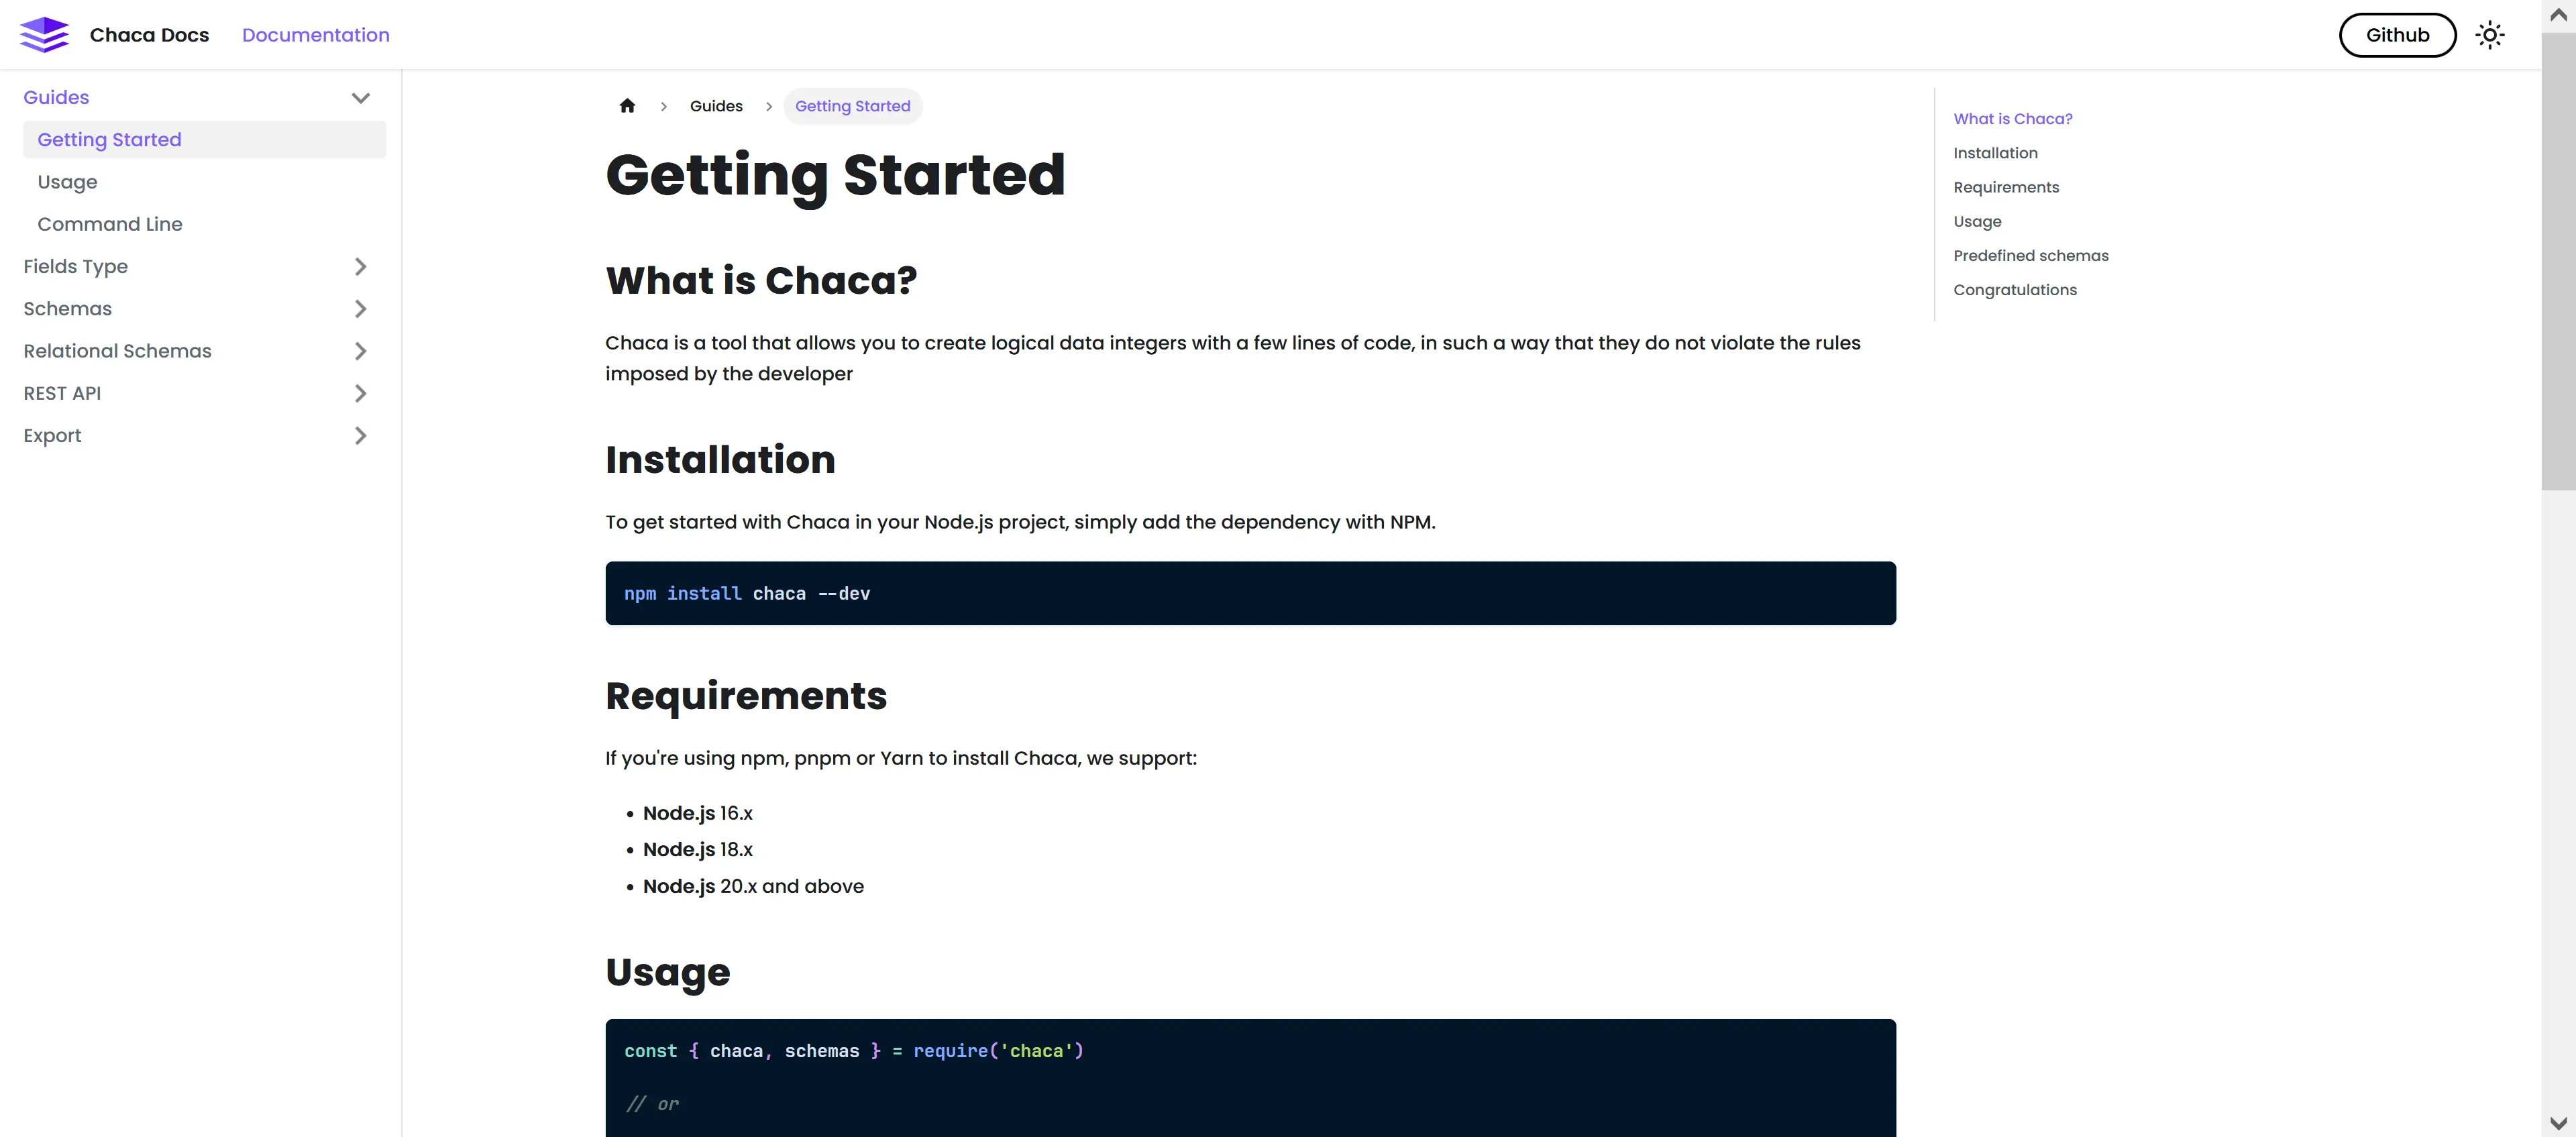 Chaca Docs
Documentation
Github
Guides
Getting Started
Usage
Command Line
Fields Type
Schemas
Relational Schemas
REST API
Export
Guides
Getting Started
Getting Started
What is Chaca?
Chaca is a tool that allows you to create logical data integers with a few lines of code, in such a way that they do not violate the rules
imposed by the developer
Installation
To get started with Chaca in your Node.js project, simply add the dependency with NPM.
npm install chaca --dev
Requirements
If you're using npm, pnpm or Yarn to install Chaca, we support:
• Node.js 16.x
• Node.js 18.x
• Node.js 20.x and above
Usage
const { chaca, schemas } = require('chaca')
// or
What is Chaca?
Installation
Requirements
Usage
Predefined schemas
Congratulations